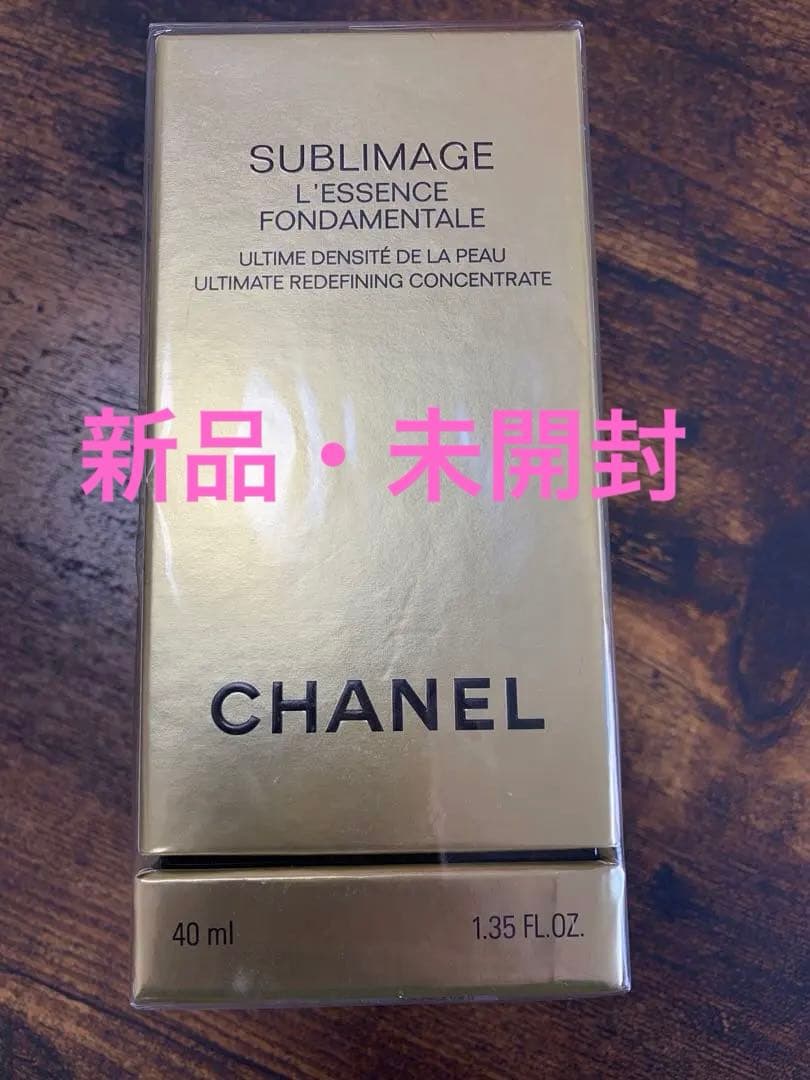 SUBLIMAGE
L'ESSENCE
FONDAMENTALE
ULTIME DENSITÉ DE LA PEAU
ULTIMATE REDEFINING CONCENTRATE
新品・未開封
CHANEL
40 ml 1.35 FL.OZ.